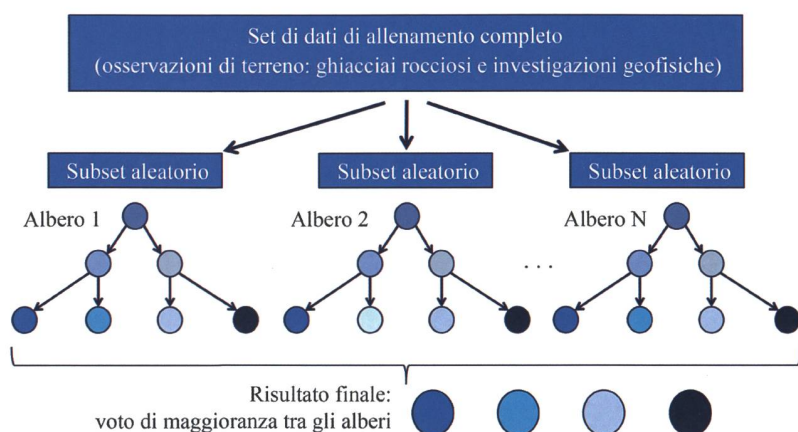 Set di dati di allenamento completo
(osservazioni di terreno: ghiacciai rocciosi e investigazioni geofisiche)
Subset aleatorio
Subset aleatorio
Subset aleatorio
Albero 1
Albero 2
Albero N
. . .
Risultato finale:
voto di maggioranza tra gli alberi